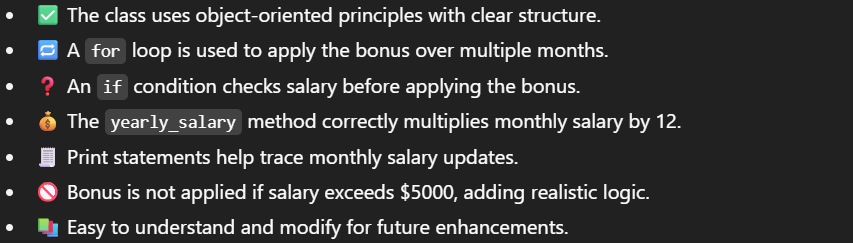 • ✅ The class uses object-oriented principles with clear structure.
• 🔁 A for loop is used to apply the bonus over multiple months.
• ❓ An if condition checks salary before applying the bonus.
• 💰 The yearly_salary method correctly multiplies monthly salary by 12.
• 🧾 Print statements help trace monthly salary updates.
• 🚫 Bonus is not applied if salary exceeds $5000, adding realistic logic.
• 📚 Easy to understand and modify for future enhancements.